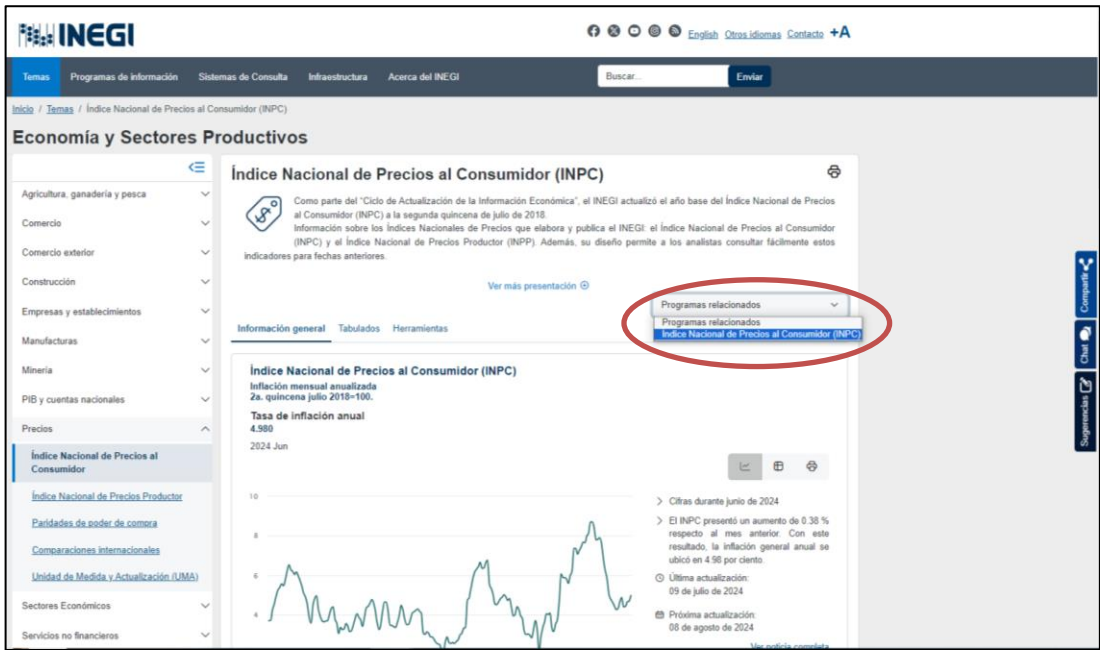 INEGI
English Otros idiomas Contacto +A
Temas Programas de información Sistemas de Consulta Infraestructura Acerca del INEGI Buscar... Enviar
Inicio / Temas / Índice Nacional de Precios al Consumidor (INPC)
Economía y Sectores Productivos
Agricultura, ganadería y pesca
Comercio
Comercio exterior
Construcción
Empresas y establecimientos
Manufacturas
Minería
PIB y cuentas nacionales
Precios
Índice Nacional de Precios al
Consumidor
Índice Nacional de Precios Productor
Paridades de poder de compra
Comparaciones internacionales
Unidad de Medida y Actualización (UMA)
Sectores Económicos
Servicios no financieros
Índice Nacional de Precios al Consumidor (INPC)
Como parte del "Ciclo de Actualización de la Información Económica", el INEGI actualizó el año base del Índice Nacional de Precios
al Consumidor (INPC) a la segunda quincena de julio de 2018.
Información sobre los Índices Nacionales de Precios que elabora y publica el INEGI: el Índice Nacional de Precios al Consumidor
(INPC) y el Índice Nacional de Precios Productor (INPP). Además, su diseño permite a los analistas consultar fácilmente estos
indicadores para fechas anteriores.
Ver más presentación
Programas relacionados
Programas relacionados
Índice Nacional de Precios al Consumidor (INPC)
Información general Tabulados Herramientas
Índice Nacional de Precios al Consumidor (INPC)
Inflación mensual anualizada
2a. quincena julio 2018=100.
Tasa de inflación anual
4.980
2024 Jun
10
8
6
4
Cifras durante junio de 2024
El INPC presentó un aumento de 0.38 %
respecto al mes anterior. Con este
resultado, la inflación general anual se
ubicó en 4.98 por ciento.
Última actualización:
09 de julio de 2024
Próxima actualización:
08 de agosto de 2024
Ver noticia completa
Compartir
Chat
Sugerencias